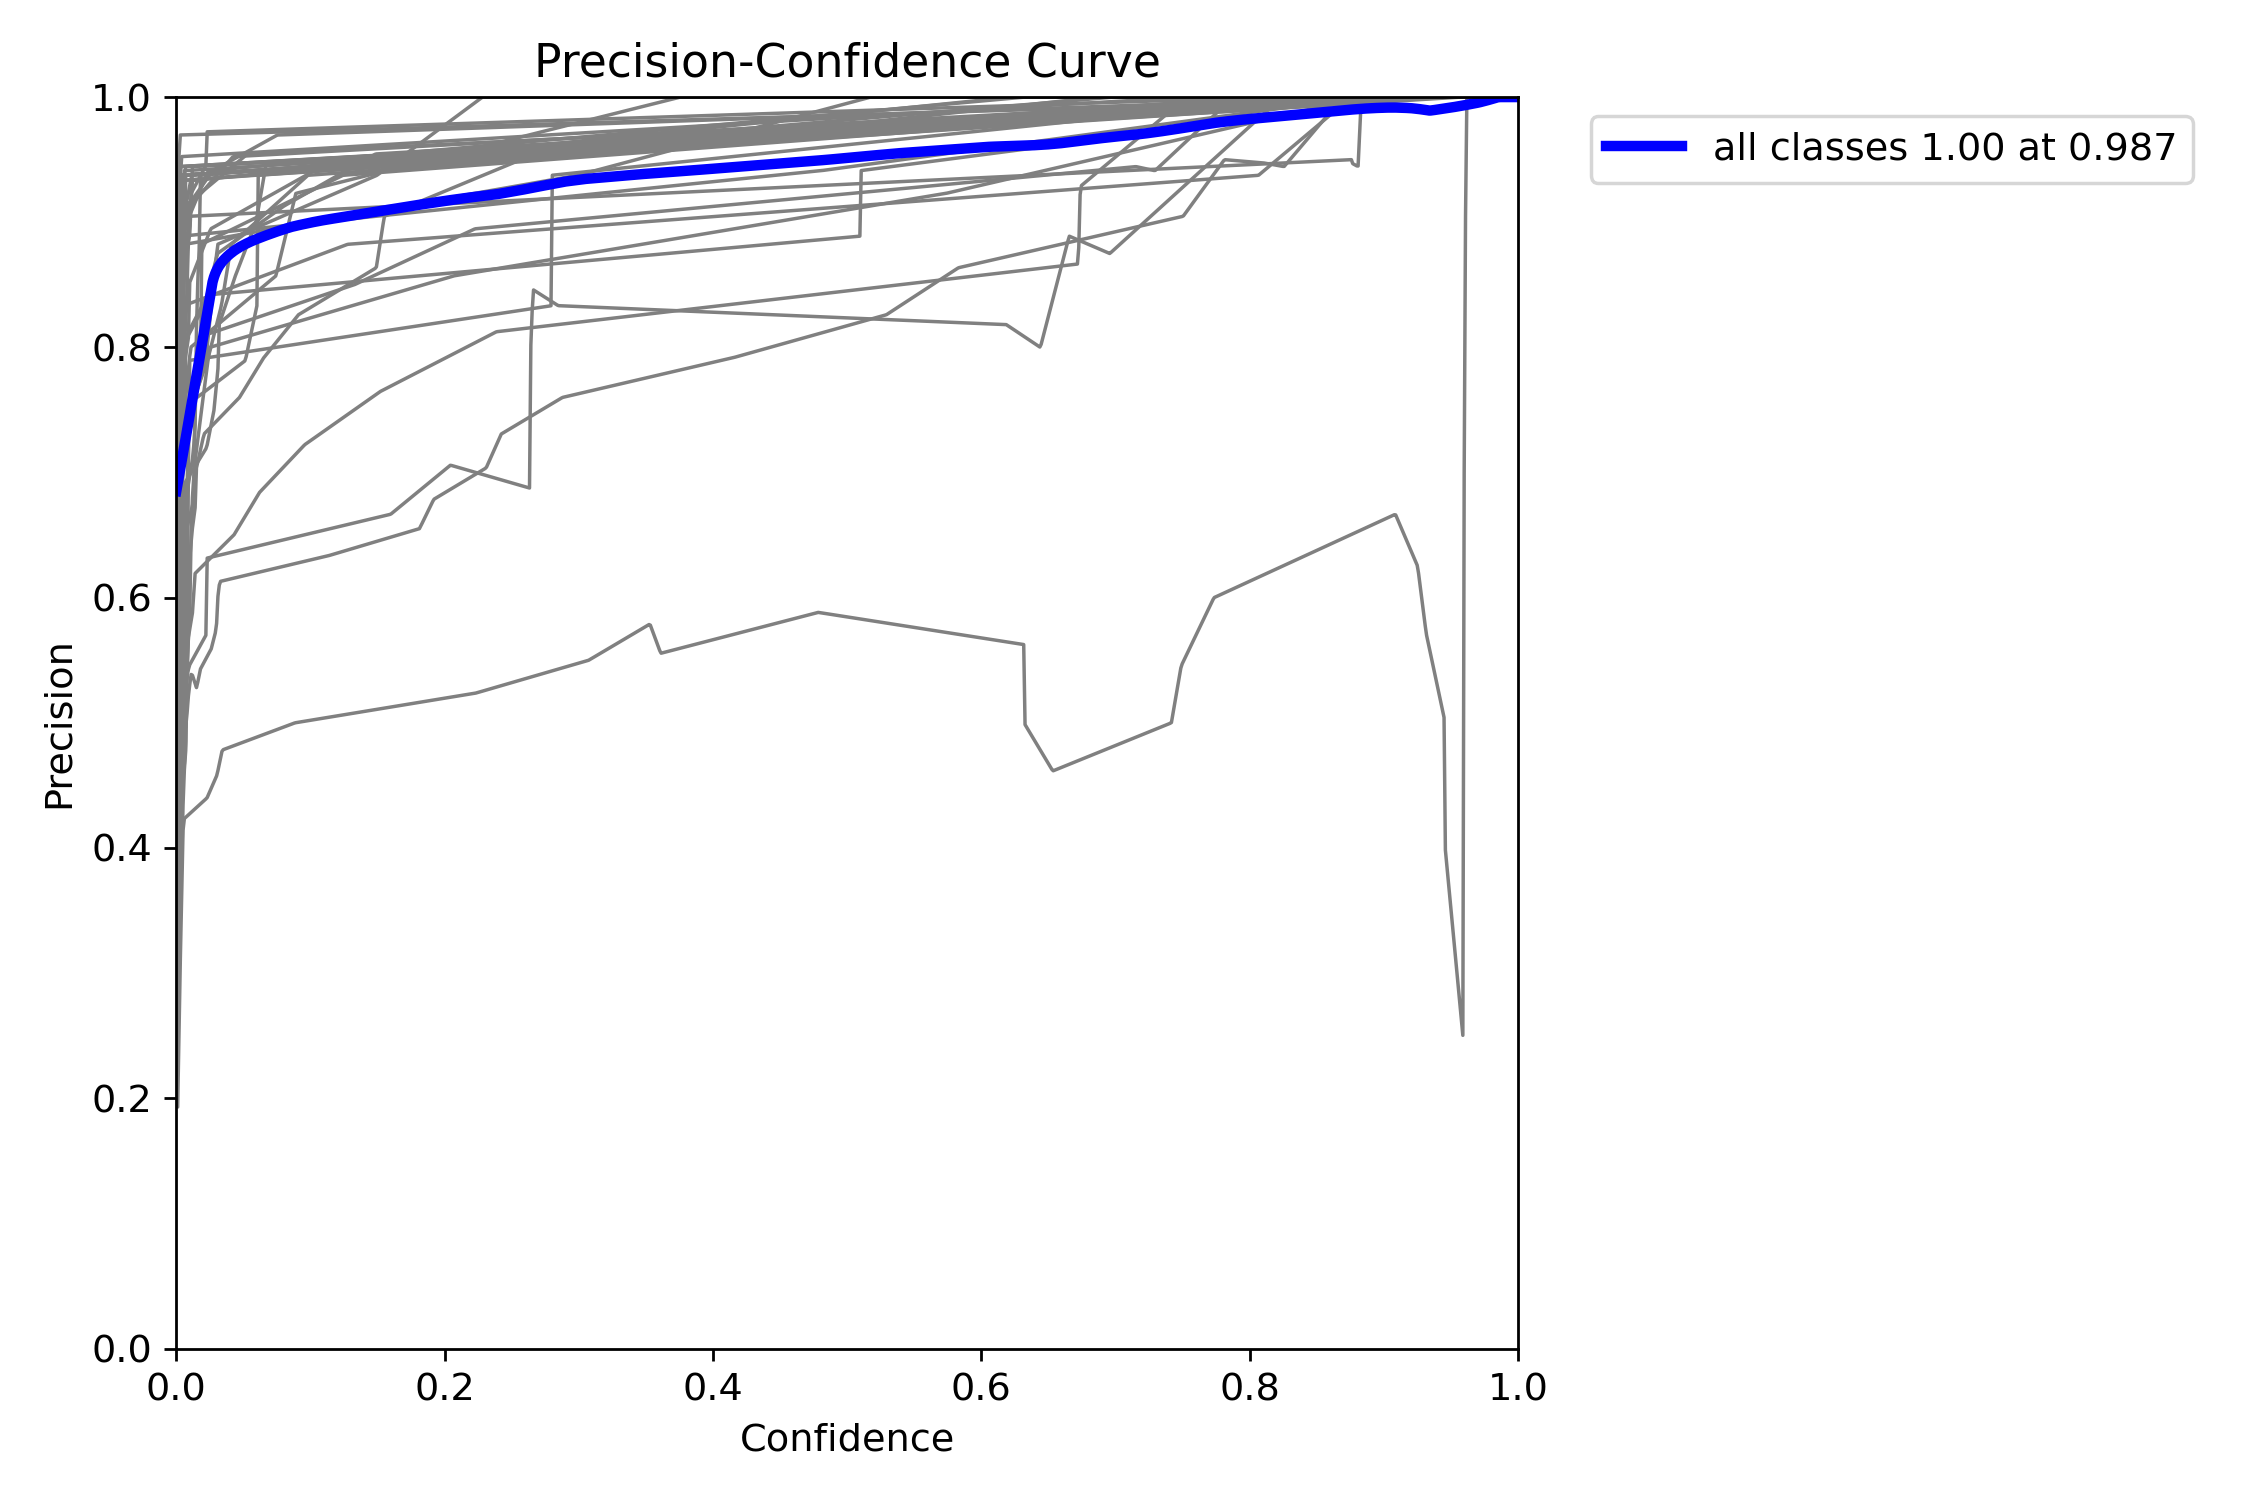 Precision-Confidence Curve
all classes 1.00 at 0.987
Precision
1.0
0.8
0.6
0.4
0.2
0.0
0.0 0.2 0.4 0.6 0.8 1.0
Confidence